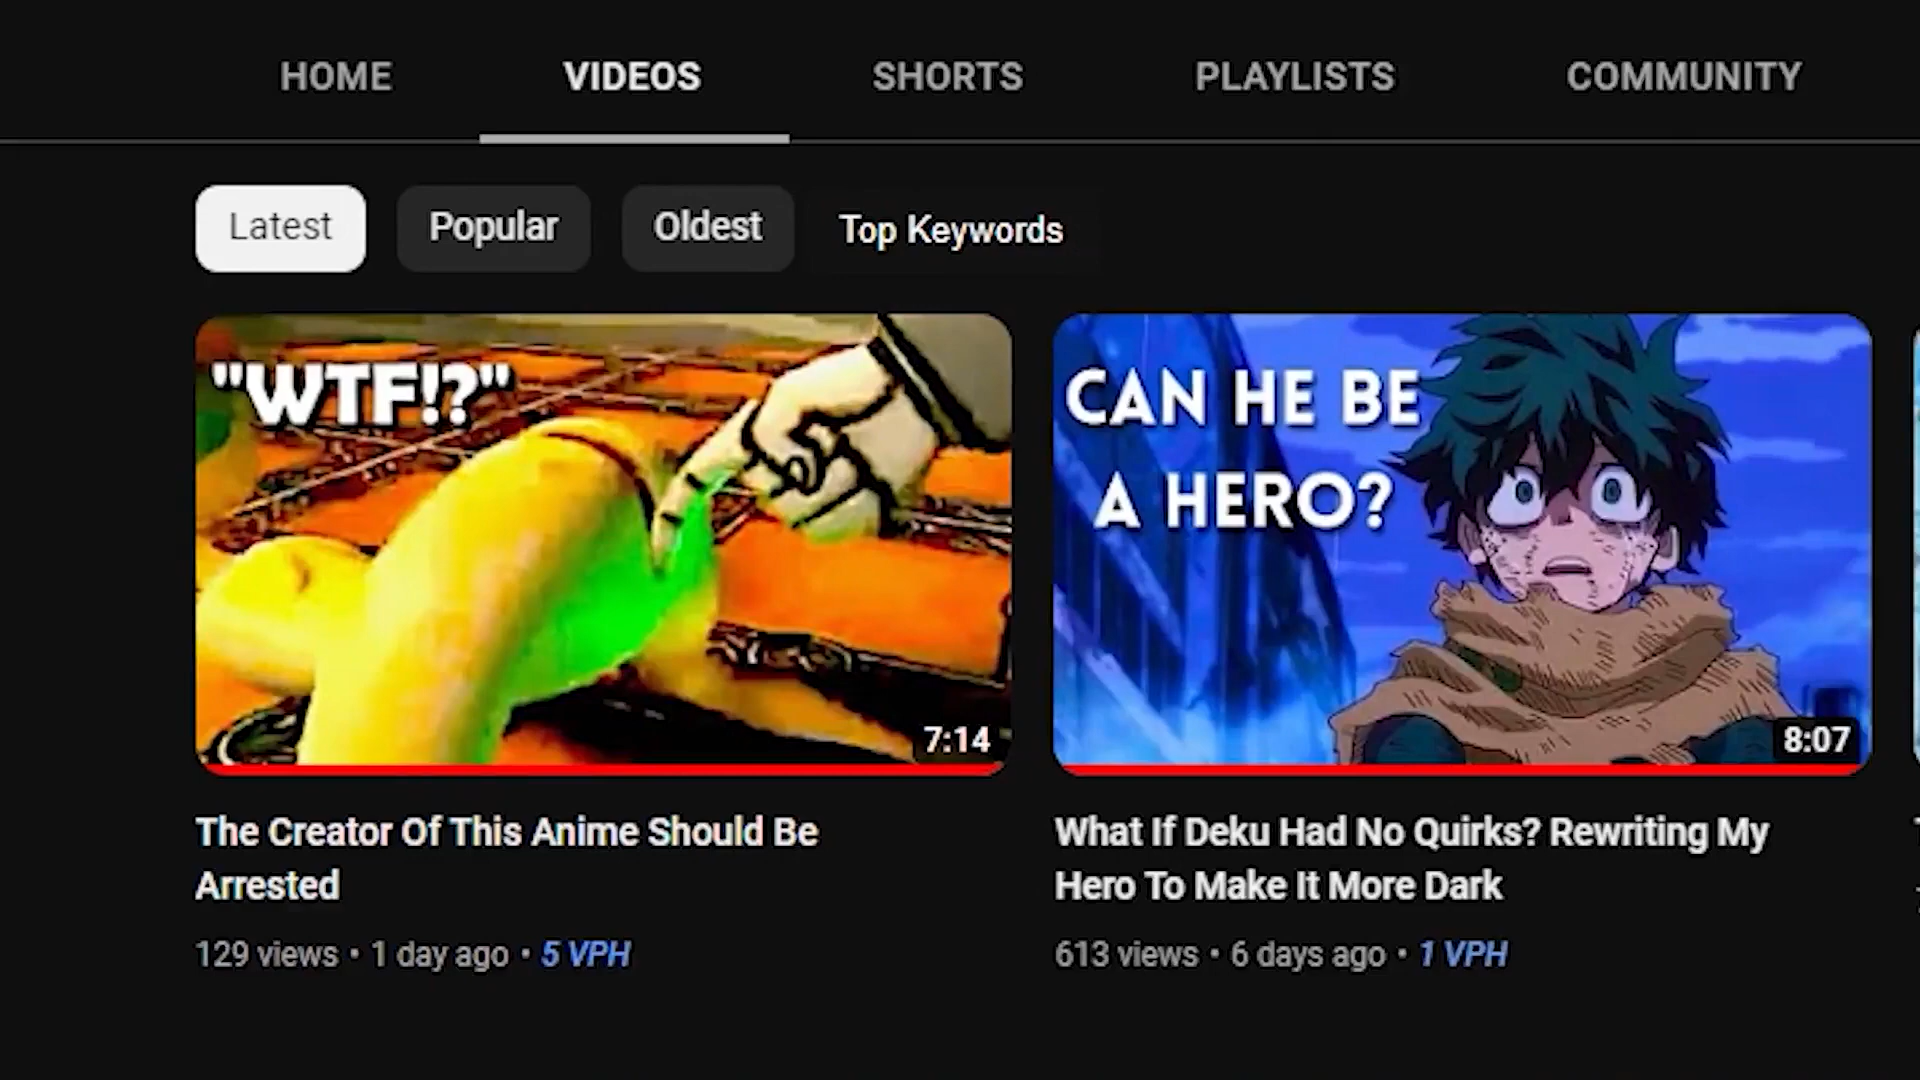 HOME VIDEOS SHORTS PLAYLISTS COMMUNITY
Latest Popular Oldest Top Keywords
"WTF!?"
7:14
CAN HE BE
A HERO?
8:07
The Creator Of This Anime Should Be
Arrested
129 views • 1 day ago • 5 VPH
What If Deku Had No Quirks? Rewriting My
Hero To Make It More Dark
613 views • 6 days ago • 1 VPH